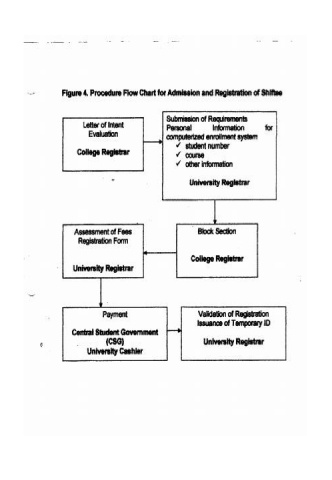 Figure 4. Procedure Flow Chart for Admission and Registration of Shiftee
Letter of Intent
Evaluation
College Registrar
Submission of Requirements
Personal Information for
computerized enrollment system
✓ student number
✓ course
✓ other information
University Registrar
Block Section
College Registrar
Assessment of Fees
Registration Form
University Registrar
Payment
Central Student Government
(CSG)
University Cashier
Validation of Registration
Issuance of Temporary ID
University Registrar